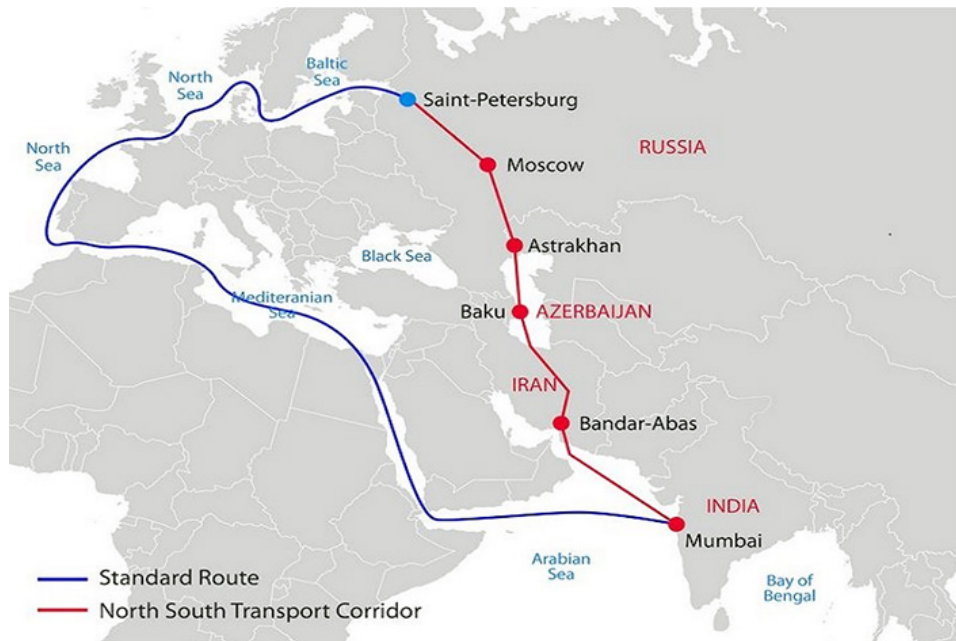 Baltic
Sea
North
Sea
Saint-Petersburg
North
Sea
RUSSIA
Moscow
Astrakhan
Black Sea
Mediteranian
Sea
Baku
AZERBAIJAN
IRAN
Bandar-Abas
INDIA
Mumbai
Arabian
Sea
Bay of
Bengal
Standard Route
North South Transport Corridor